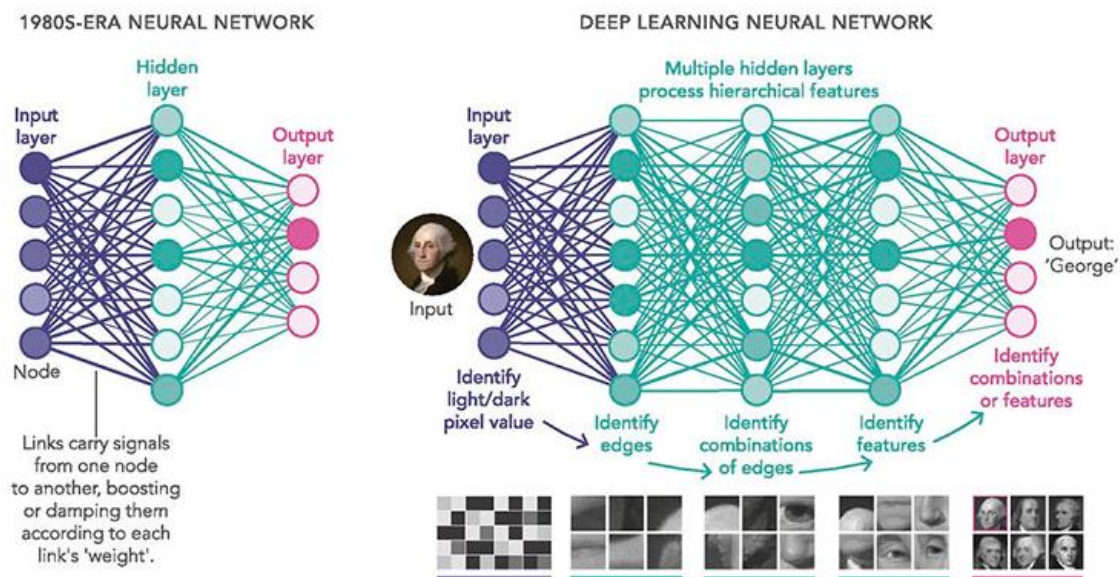 1980S-ERA NEURAL NETWORK
Hidden
layer
Input
layer
Output
layer
Node
Links carry signals
from one node
to another, boosting
or damping them
according to each
link's 'weight'.
DEEP LEARNING NEURAL NETWORK
Multiple hidden layers
process hierarchical features
Input
layer
Output
layer
Input
Output:
'George'
Identify
light/dark
pixel value
Identify
edges
Identify
combinations
of edges
Identify
features
Identify
combinations
or features